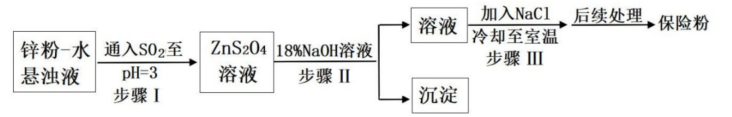 锌粉-水
悬浊液
通入SO₂至
pH=3
步骤 I
ZnS₂O₄
溶液
18%NaOH溶液
步骤 II
溶液
沉淀
加入NaCl
冷却至室温
步骤 III
后续处理
保险粉